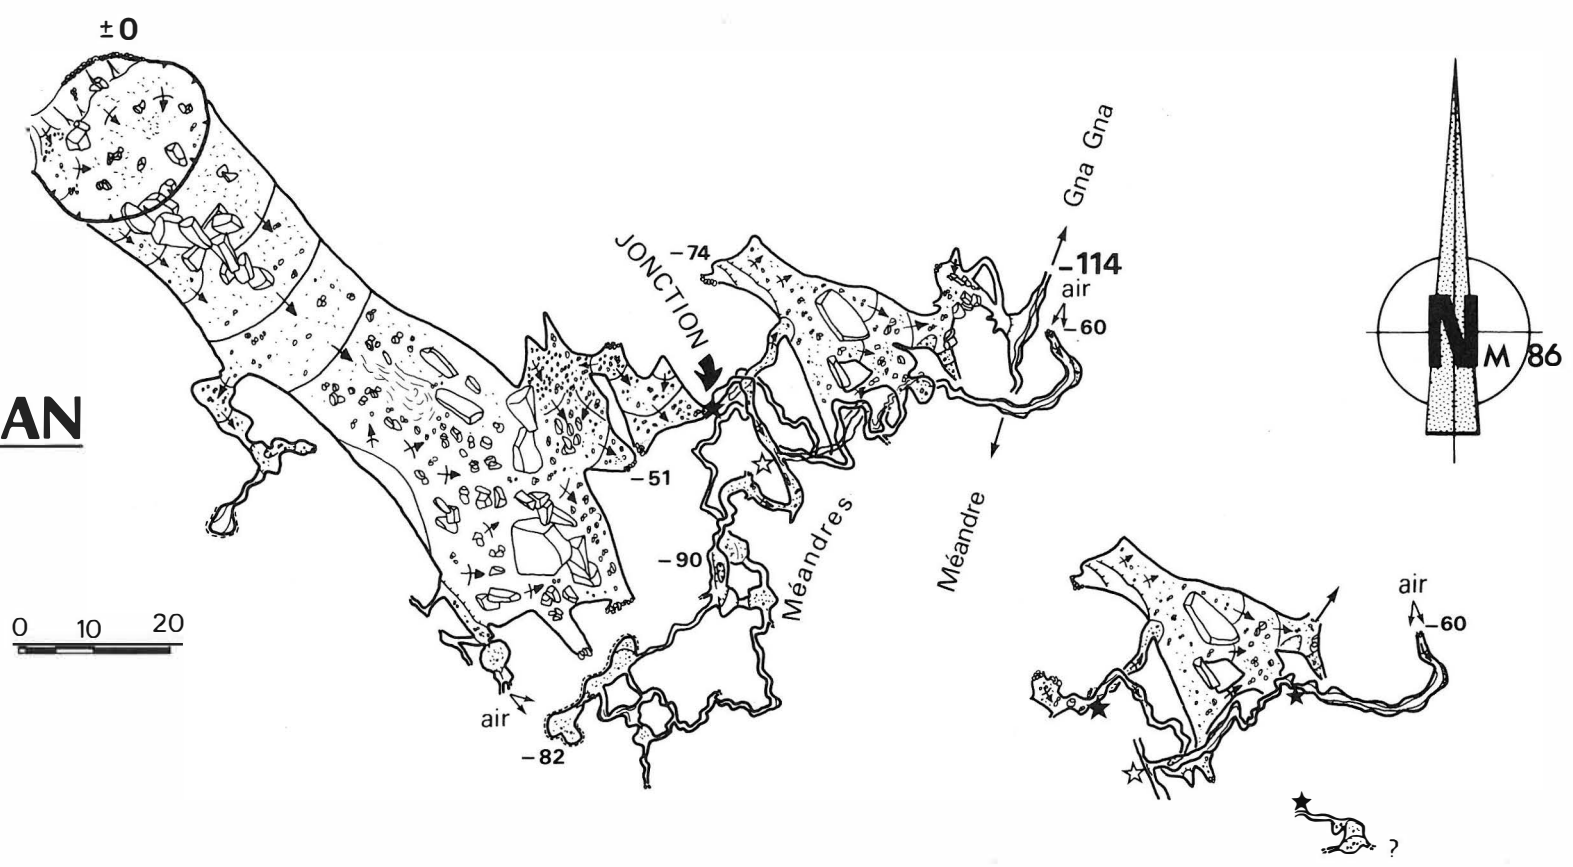 ±0
Gna Gna
JONCTION
-74
-114
air
-60
N
M 86
AN
-51
-90
Méandres
Méandre
0 10 20
air
-82
air
-60
?